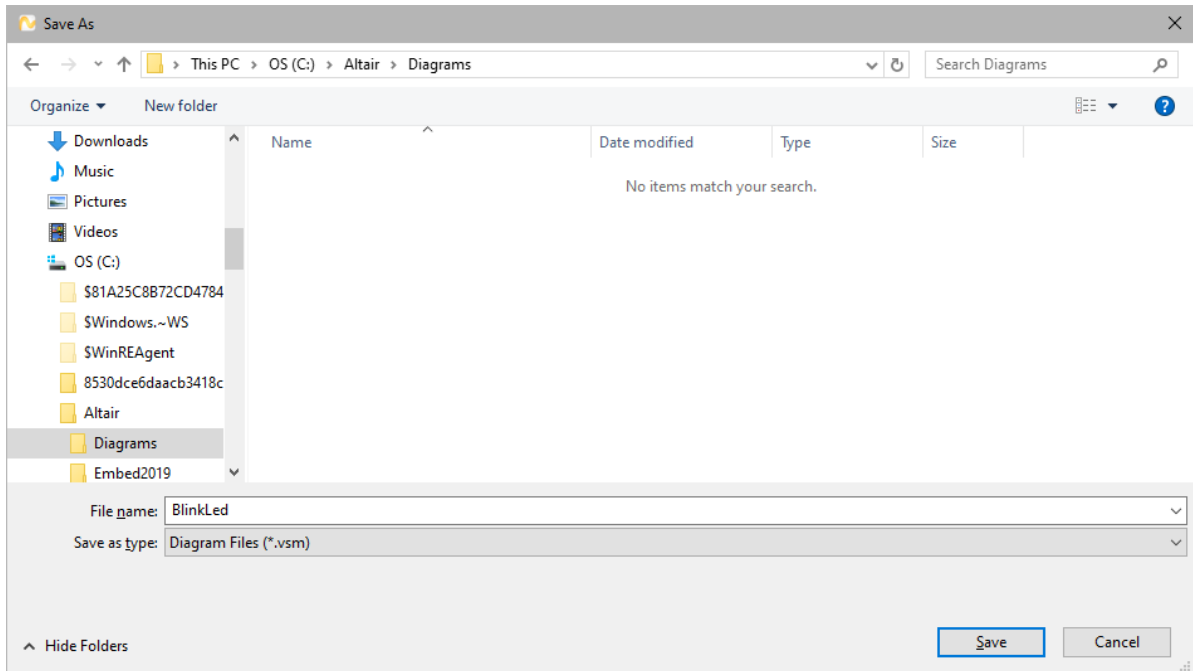 Save As
This PC > OS (C:) > Altair > Diagrams
Search Diagrams
Organize
New folder
Name
Date modified
Type
Size
No items match your search.
Downloads
Music
Pictures
Videos
OS (C:)
$81A25C8B72CD4784
$Windows.~WS
$WinREAgent
8530dce6daacb3418c
Altair
Diagrams
Embed2019
File name: BlinkLed
Save as type: Diagram Files (*.vsm)
Hide Folders
Save
Cancel